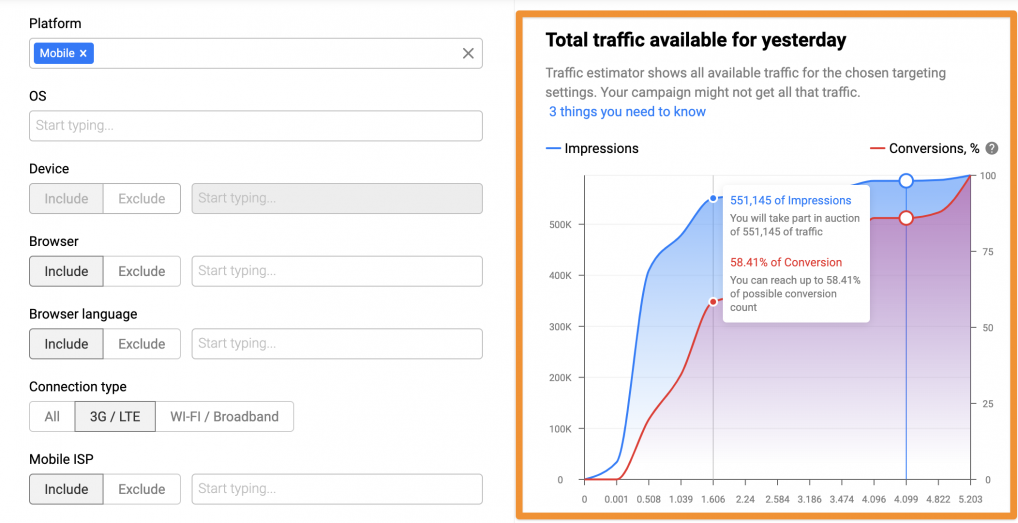 Platform
Mobile ×
OS
Start typing...
Device
Include Exclude Start typing...
Browser
Include Exclude Start typing...
Browser language
Include Exclude Start typing...
Connection type
All 3G / LTE WI-FI / Broadband
Mobile ISP
Include Exclude Start typing...
Total traffic available for yesterday
Traffic estimator shows all available traffic for the chosen targeting
settings. Your campaign might not get all that traffic.
3 things you need to know
Impressions
Conversions, % ?
500K
400K
300K
200K
100K
0
551,145 of Impressions
You will take part in auction
of 551,145 of traffic
58.41% of Conversion
You can reach up to 58.41%
of possible conversion
count
100
75
50
25
0
0 0.001 0.508 1.039 1.606 2.24 2.584 3.186 3.474 4.096 4.099 4.822 5.203